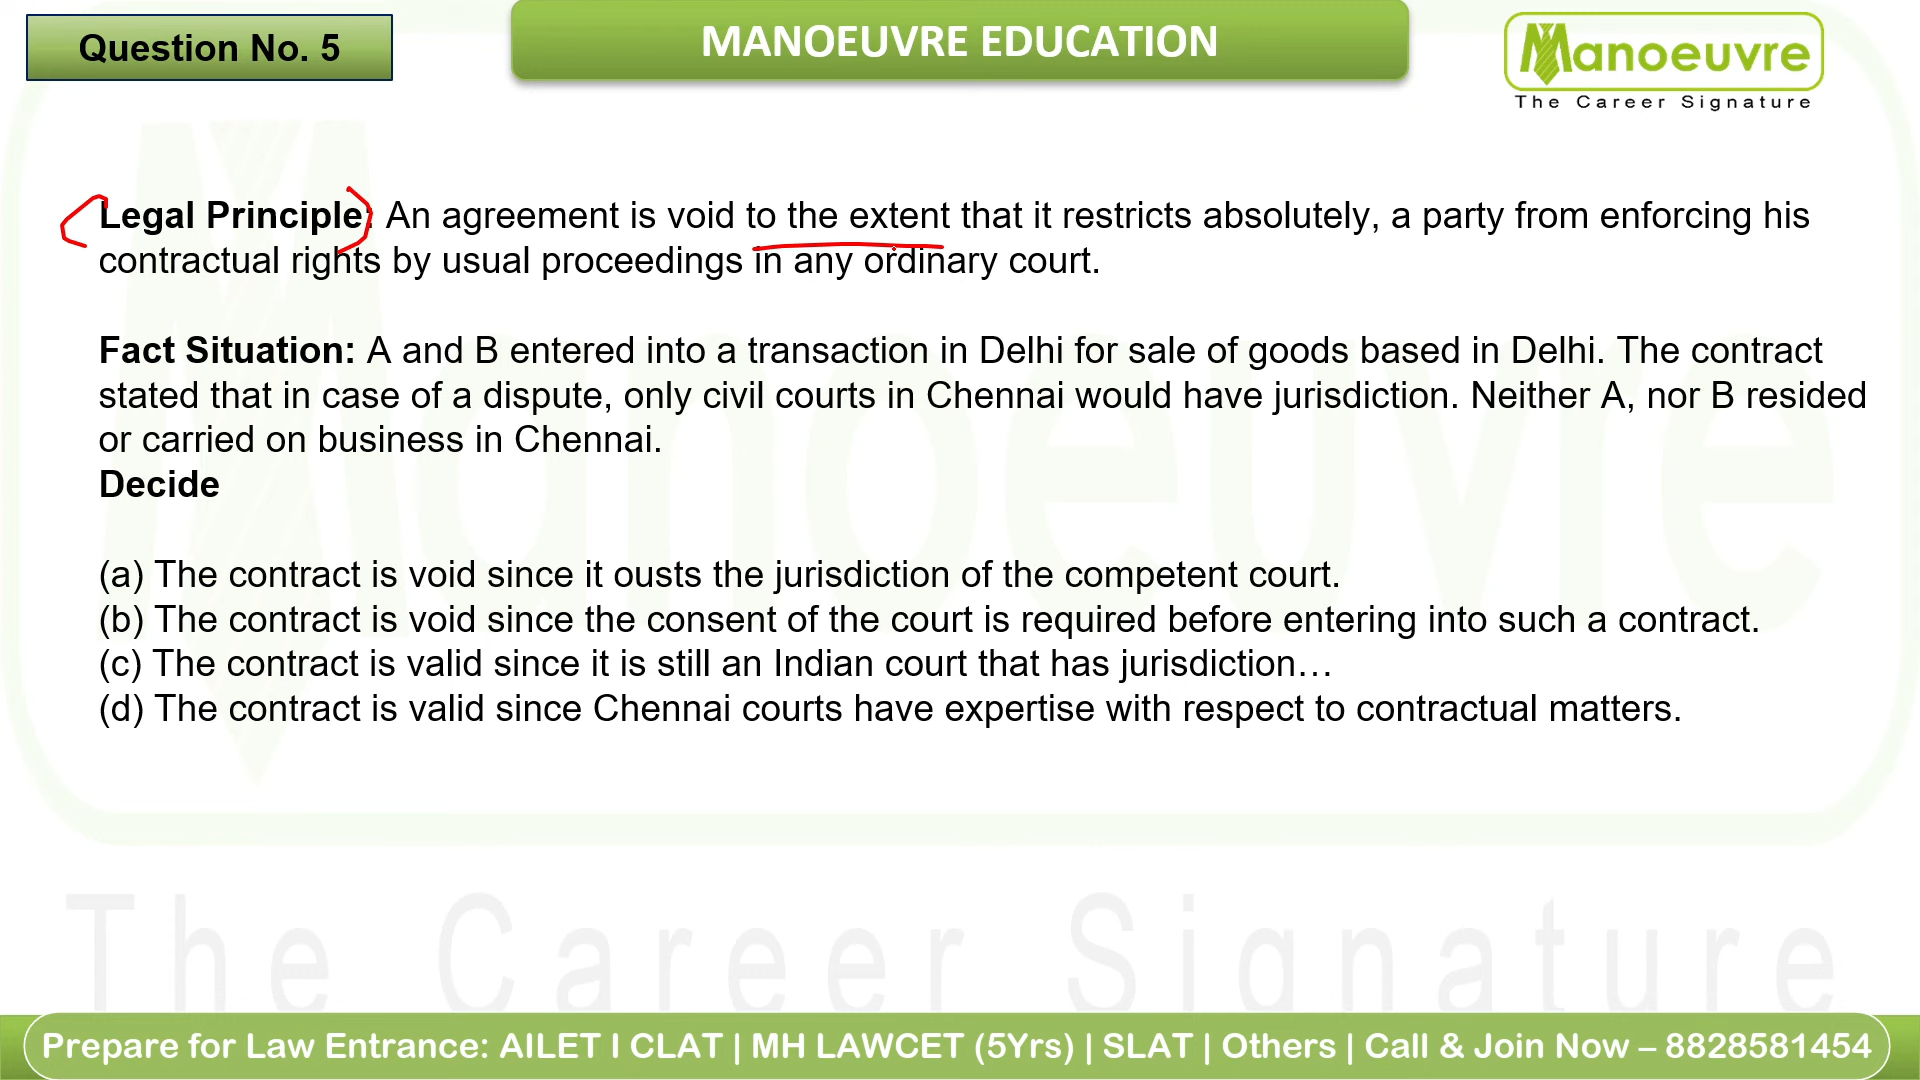 Question No. 5
MANOEUVRE EDUCATION
Manoeuvre
The Career Signature
Legal Principle: An agreement is void to the extent that it restricts absolutely, a party from enforcing his
contractual rights by usual proceedings in any ordinary court.
Fact Situation: A and B entered into a transaction in Delhi for sale of goods based in Delhi. The contract
stated that in case of a dispute, only civil courts in Chennai would have jurisdiction. Neither A, nor B resided
or carried on business in Chennai.
Decide
(a) The contract is void since it ousts the jurisdiction of the competent court.
(b) The contract is void since the consent of the court is required before entering into such a contract.
(c) The contract is valid since it is still an Indian court that has jurisdiction…
(d) The contract is valid since Chennai courts have expertise with respect to contractual matters.
Manoeuvre
The Career Signature
Prepare for Law Entrance: AILET I CLAT | MH LAWCET (5Yrs) | SLAT | Others | Call & Join Now – 8828581454